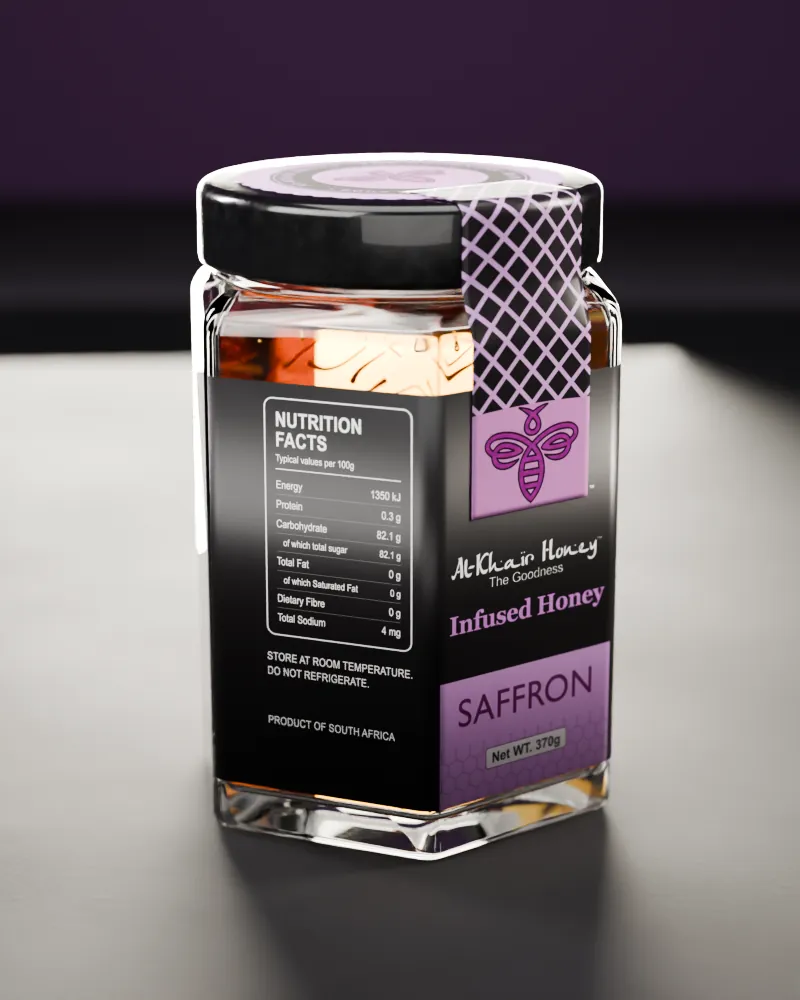 NUTRITION
FACTS
Typical values per 100g
Energy 1350 kJ
Protein 0.3 g
Carbohydrate 82.1 g
of which total sugar 82.1 g
Total Fat 0 g
of which Saturated Fat 0 g
Dietary Fibre 0 g
Total Sodium 4 mg
STORE AT ROOM TEMPERATURE.
DO NOT REFRIGERATE.
PRODUCT OF SOUTH AFRICA
Al-Khair Honey™
The Goodness
Infused Honey
SAFFRON
Net WT. 370g